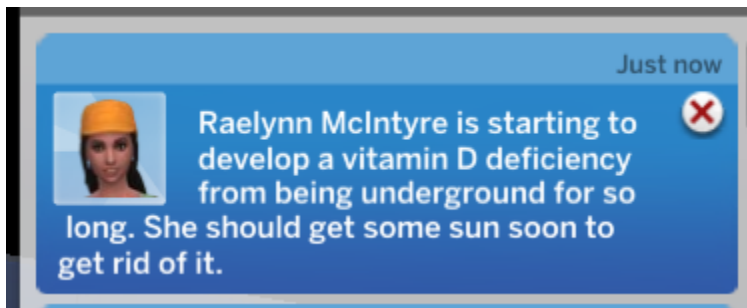 Just now
Raelynn McIntyre is starting to
develop a vitamin D deficiency
from being underground for so
long. She should get some sun soon to
get rid of it.